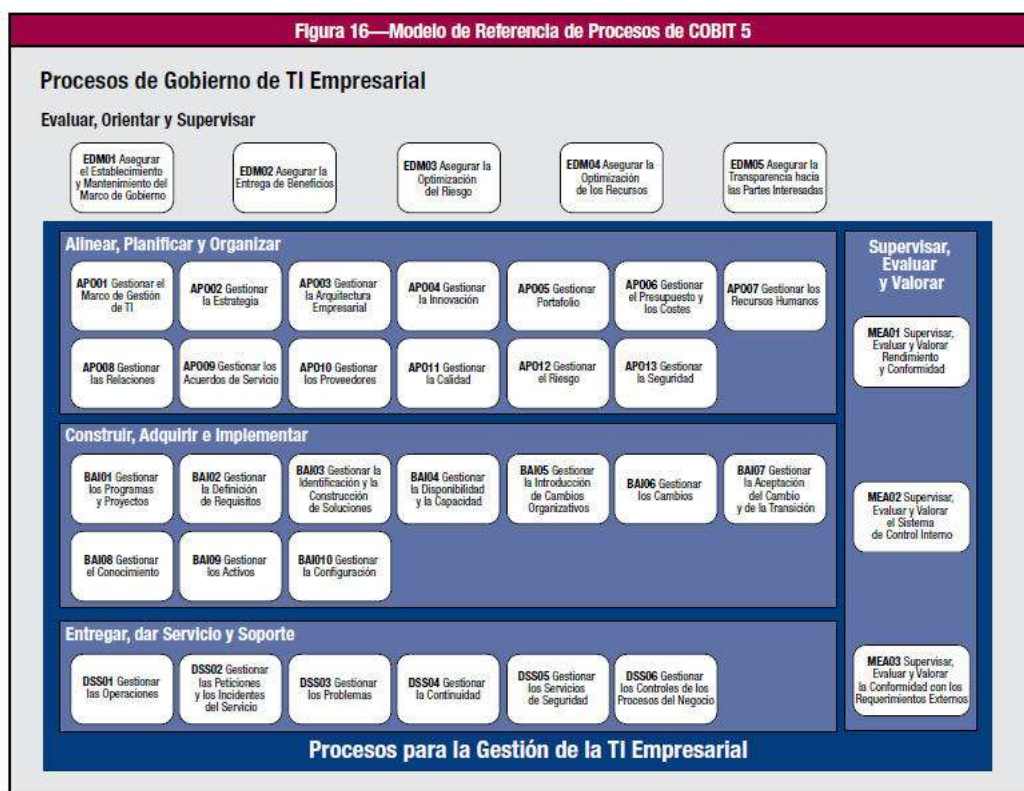 Figura 16—Modelo de Referencia de Procesos de COBIT 5
Procesos de Gobierno de TI Empresarial
Evaluar, Orientar y Supervisar
EDM01 Asegurar
el Establecimiento
y Mantenimiento del
Marco de Gobierno
EDM02 Asegurar la
Entrega de Beneficios
EDM03 Asegurar la
Optimización
del Riesgo
EDM04 Asegurar la
Optimización
de los Recursos
EDM05 Asegurar la
Transparencia hacia
las Partes Interesadas
Alinear, Planificar y Organizar
APO01 Gestionar el
Marco de Gestión
de TI
APO02 Gestionar
la Estrategia
APO03 Gestionar
la Arquitectura
Empresarial
APO04 Gestionar
la Innovación
APO05 Gestionar
Portafolio
APO06 Gestionar
el Presupuesto y
los Costes
APO07 Gestionar los
Recursos Humanos
APO08 Gestionar
las Relaciones
APO09 Gestionar los
Acuerdos de Servicio
APO10 Gestionar
los Proveedores
APO11 Gestionar
la Calidad
APO12 Gestionar
el Riesgo
APO13 Gestionar
la Seguridad
Construir, Adquirir e Implementar
BAI01 Gestionar
los Programas
y Proyectos
BAI02 Gestionar
la Definición
de Requisitos
BAI03 Gestionar la
Identificación y la
Construcción
de Soluciones
BAI04 Gestionar
la Disponibilidad
y la Capacidad
BAI05 Gestionar
la Introducción
de Cambios
Organizativos
BAI06 Gestionar
los Cambios
BAI07 Gestionar
la Aceptación
del Cambio
y de la Transición
BAI08 Gestionar
el Conocimiento
BAI09 Gestionar
los Activos
BAI010 Gestionar
la Configuración
Entregar, dar Servicio y Soporte
DSS01 Gestionar
las Operaciones
DSS02 Gestionar
las Peticiones
y los Incidentes
del Servicio
DSS03 Gestionar
los Problemas
DSS04 Gestionar
la Continuidad
DSS05 Gestionar
los Servicios
de Seguridad
DSS06 Gestionar
los Controles de los
Procesos del Negocio
Supervisar,
Evaluar
y Valorar
MEA01 Supervisar,
Evaluar y Valorar
Rendimiento
y Conformidad
MEA02 Supervisar,
Evaluar y Valorar
el Sistema
de Control Interno
MEA03 Supervisar,
Evaluar y Valorar
la Conformidad con los
Requerimientos Externos
Procesos para la Gestión de la TI Empresarial